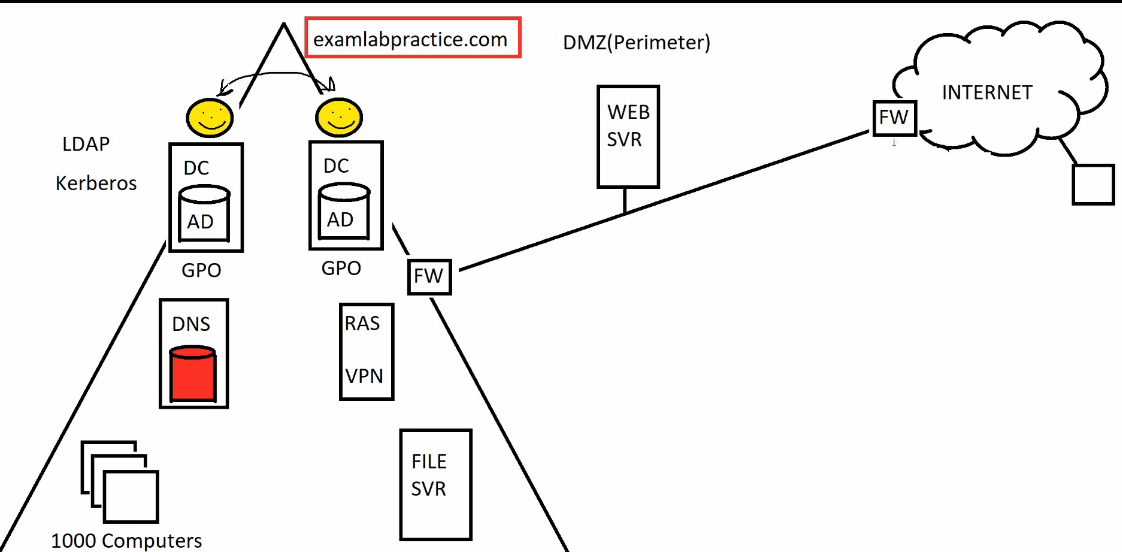 examlabpractice.com
DMZ(Perimeter)
INTERNET
WEB
SVR
FW
LDAP
Kerberos
DC
AD
GPO
DC
AD
GPO
FW
DNS
RAS
VPN
FILE
SVR
1000 Computers